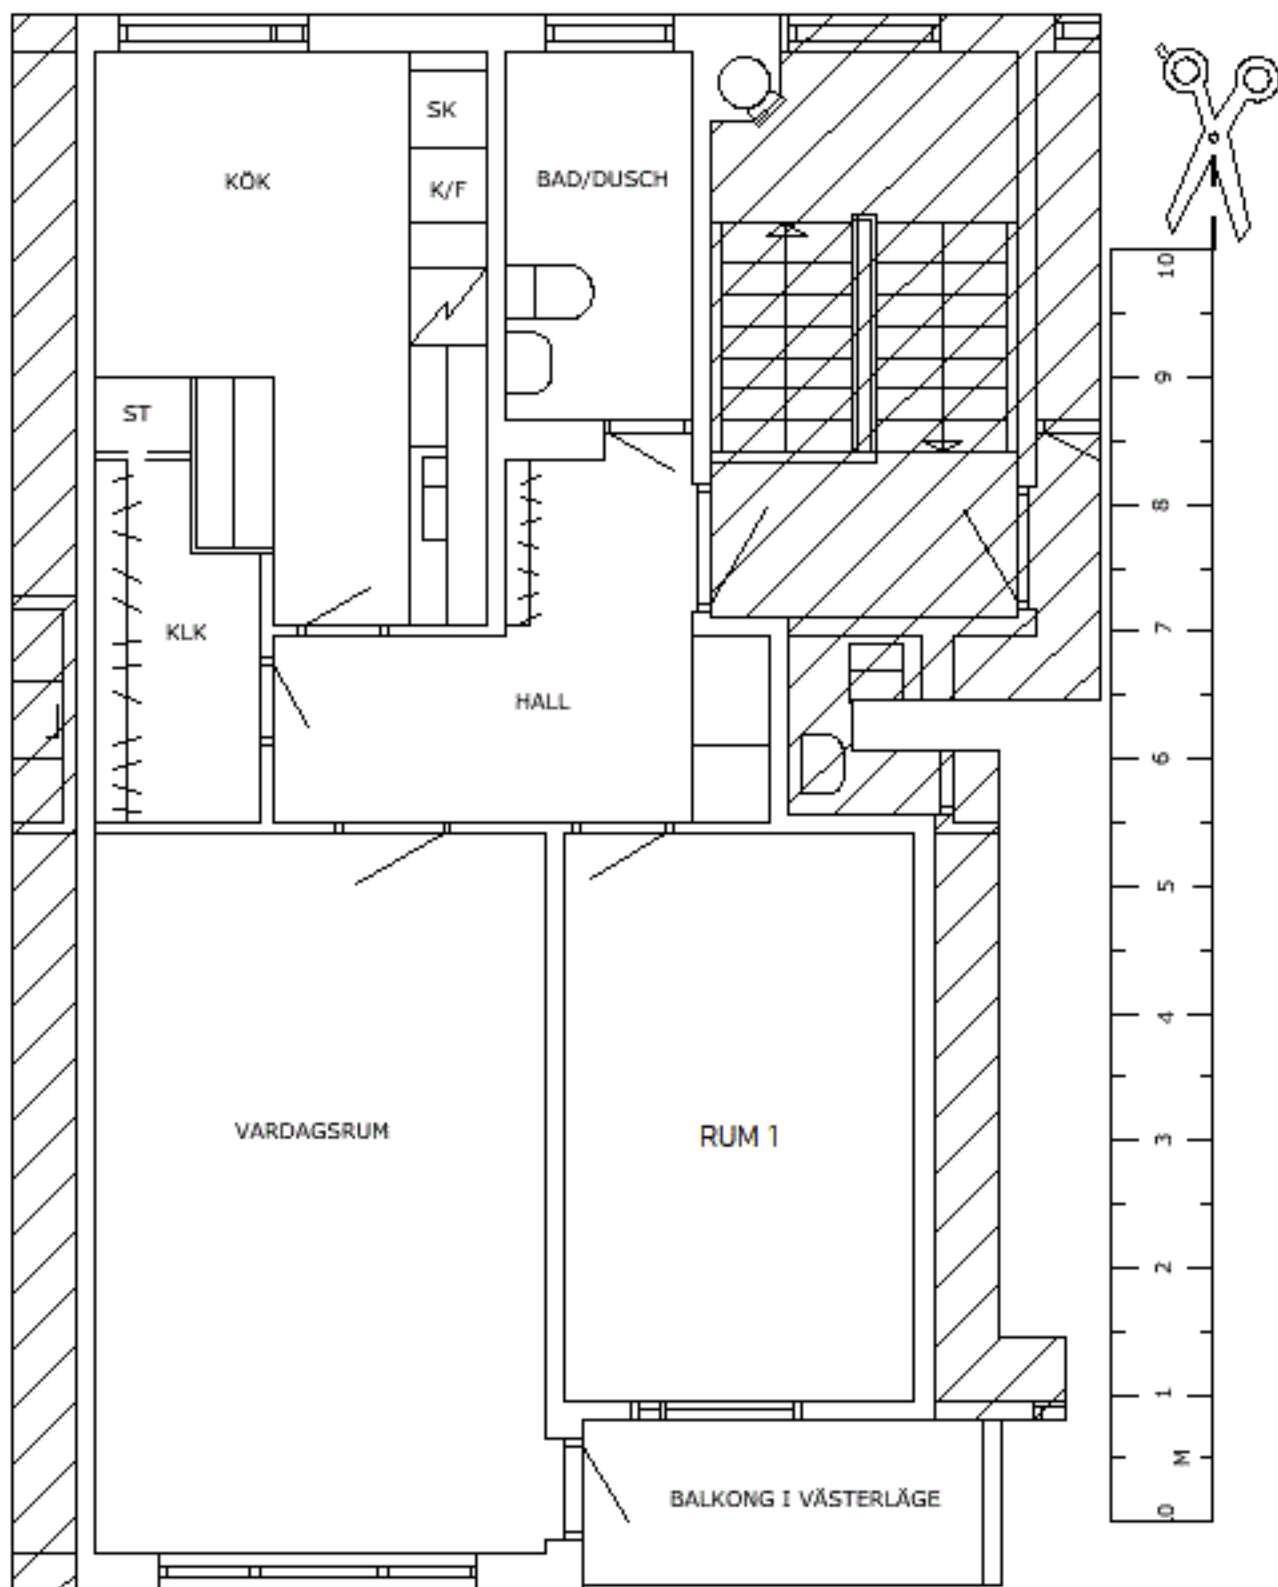 SK
KÖK
K/F
BAD/DUSCH
ST
KLK
HALL
VARDAGSRUM
RUM 1
BALKONG I VÄSTERLÄGE
10
9
8
7
6
5
4
3
2
1
M
0